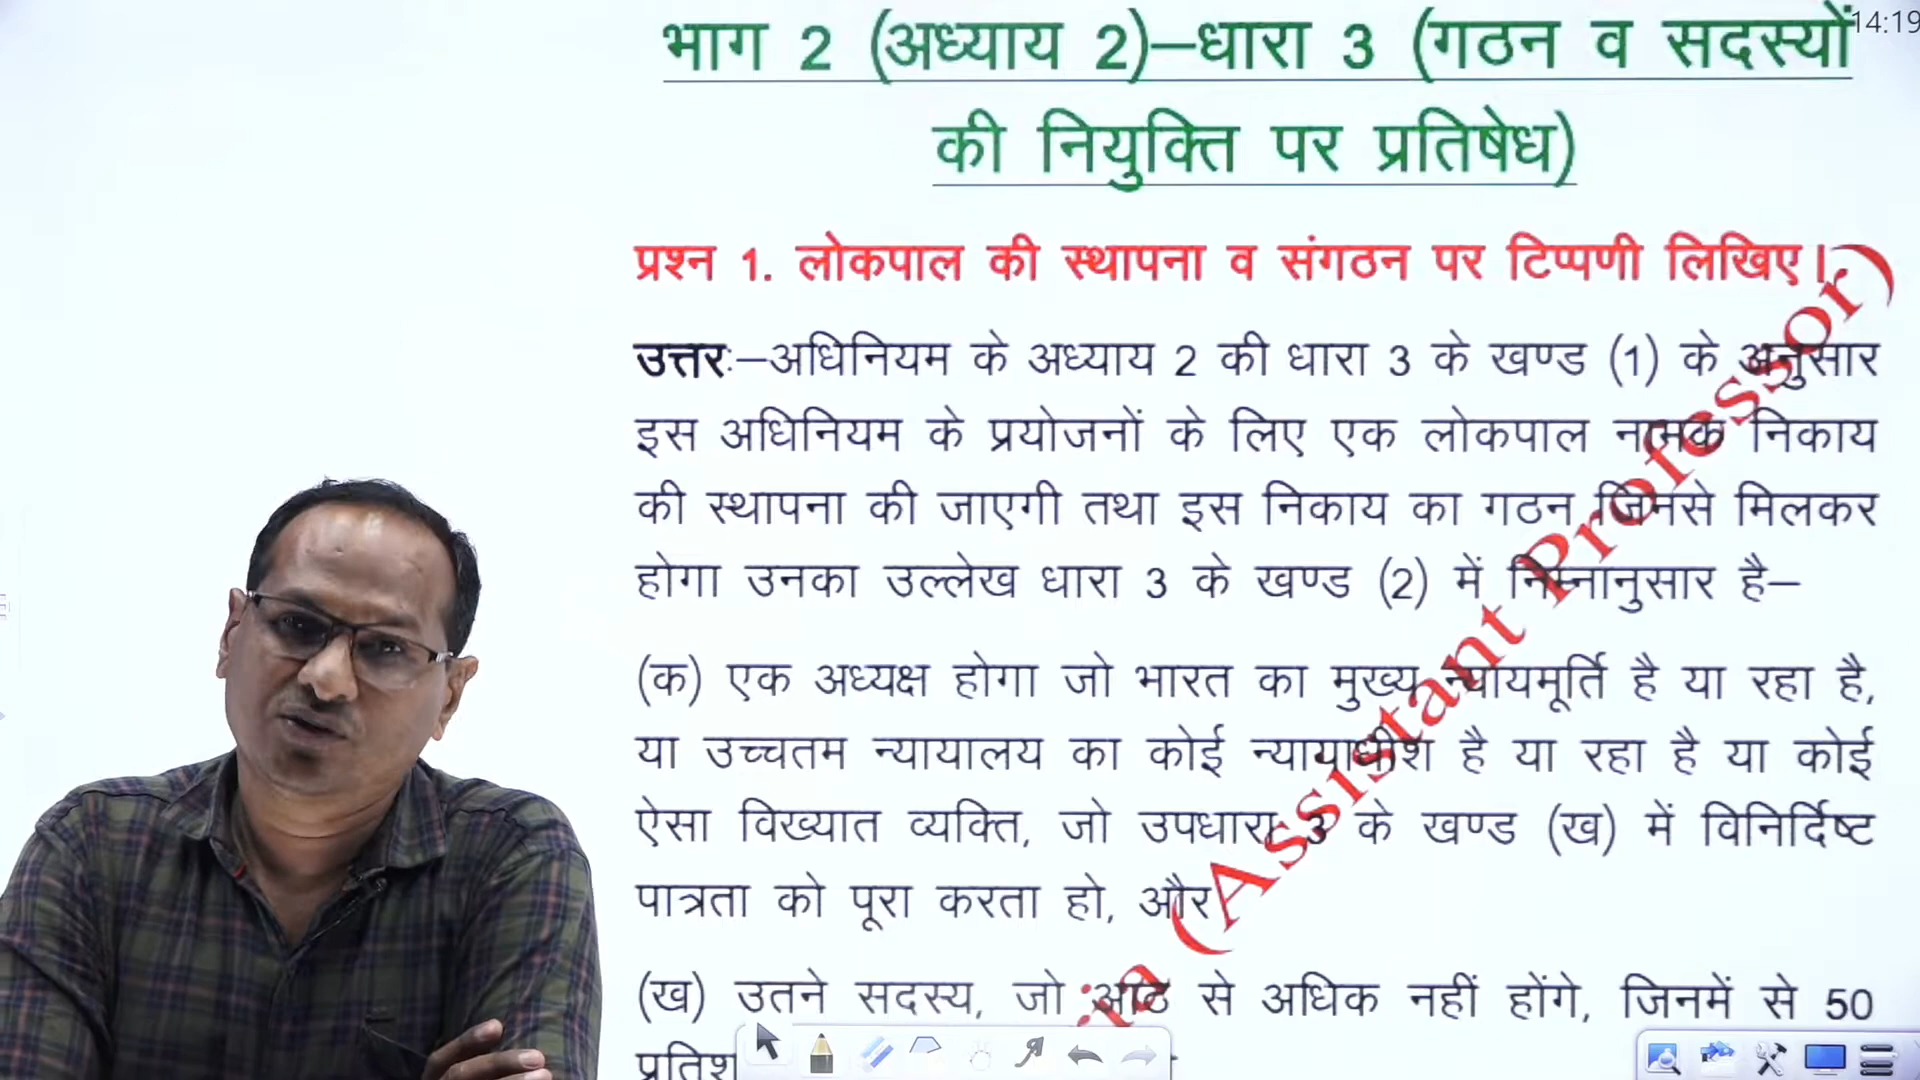 14:19
भाग 2 (अध्याय 2)–धारा 3 (गठन व सदस्यों
की नियुक्ति पर प्रतिषेध)
प्रश्न 1. लोकपाल की स्थापना व संगठन पर टिप्पणी लिखिए।
उत्तरः–अधिनियम के अध्याय 2 की धारा 3 के खण्ड (1) के अनुसार
इस अधिनियम के प्रयोजनों के लिए एक लोकपाल नामक निकाय
की स्थापना की जाएगी तथा इस निकाय का गठन जिनसे मिलकर
होगा उनका उल्लेख धारा 3 के खण्ड (2) में निम्नानुसार है–
(क) एक अध्यक्ष होगा जो भारत का मुख्य न्यायमूर्ति है या रहा है,
या उच्चतम न्यायालय का कोई न्यायाधीश है या रहा है या कोई
ऐसा विख्यात व्यक्ति, जो उपधारा 3 के खण्ड (ख) में विनिर्दिष्ट
पात्रता को पूरा करता हो, और
(ख) उतने सदस्य, जो आठ से अधिक नहीं होंगे, जिनमें से 50
(Assistant Professor)